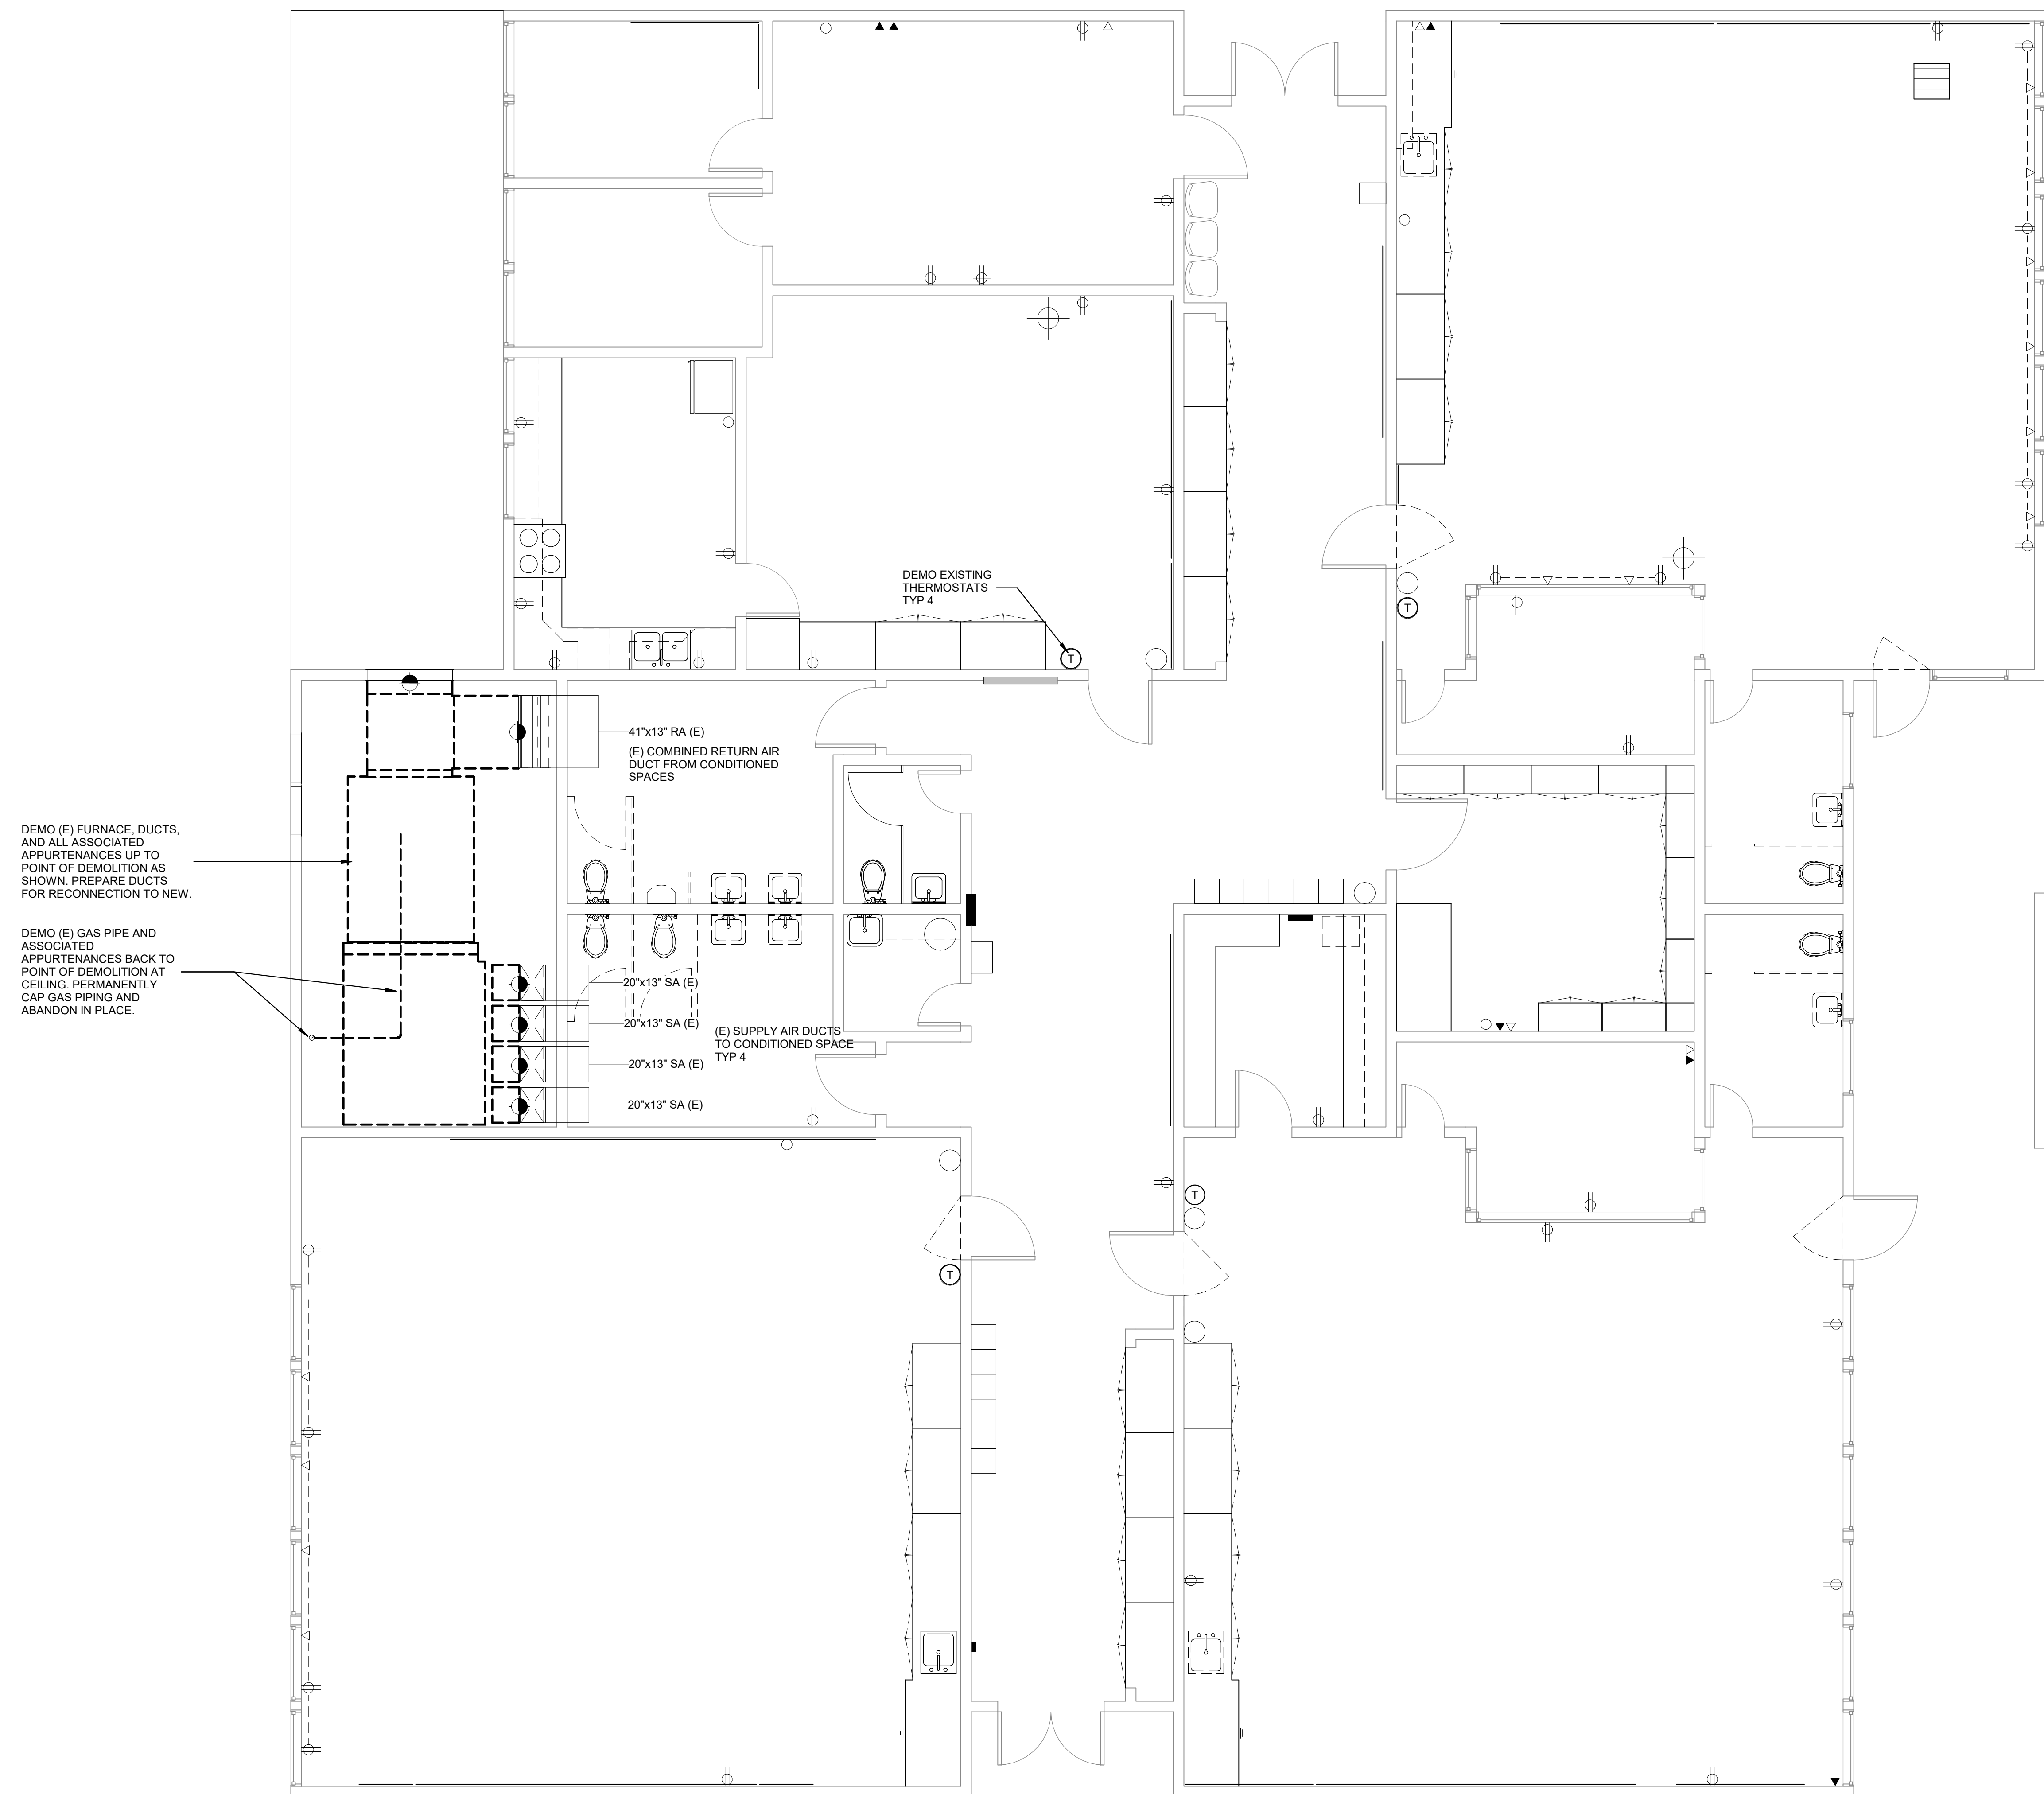 DEMO EXISTING
THERMOSTATS
TYP 4
T
T
41"x13" RA (E)
(E) COMBINED RETURN AIR
DUCT FROM CONDITIONED
SPACES
DEMO (E) FURNACE, DUCTS,
AND ALL ASSOCIATED
APPURTENANCES UP TO
POINT OF DEMOLITION AS
SHOWN. PREPARE DUCTS
FOR RECONNECTION TO NEW.
DEMO (E) GAS PIPE AND
ASSOCIATED
APPURTENANCES BACK TO
POINT OF DEMOLITION AT
CEILING. PERMANENTLY
CAP GAS PIPING AND
ABANDON IN PLACE.
20"x13" SA (E)
20"x13" SA (E)
(E) SUPPLY AIR DUCTS
TO CONDITIONED SPACE
TYP 4
20"x13" SA (E)
20"x13" SA (E)
T
T